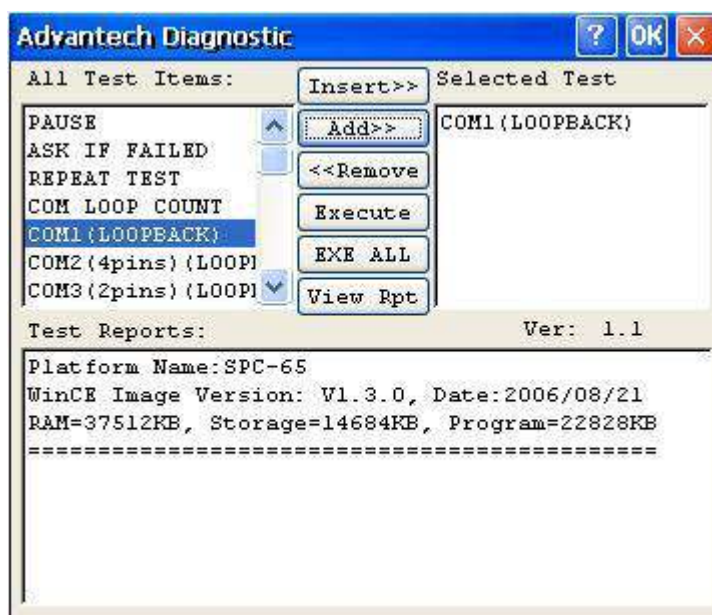 Advantech Diagnostic
? OK
All Test Items:
PAUSE
ASK IF FAILED
REPEAT TEST
COM LOOP COUNT
COM1(LOOPBACK)
COM2(4pins)(LOOP
COM3(2pins)(LOOP
Insert>>
Add>>
<<Remove
Execute
EXE ALL
View Rpt
Selected Test
COM1(LOOPBACK)
Test Reports:
Ver: 1.1
Platform Name:SPC-65
WinCE Image Version: V1.3.0, Date:2006/08/21
RAM=37512KB, Storage=14684KB, Program=22828KB
=============================================